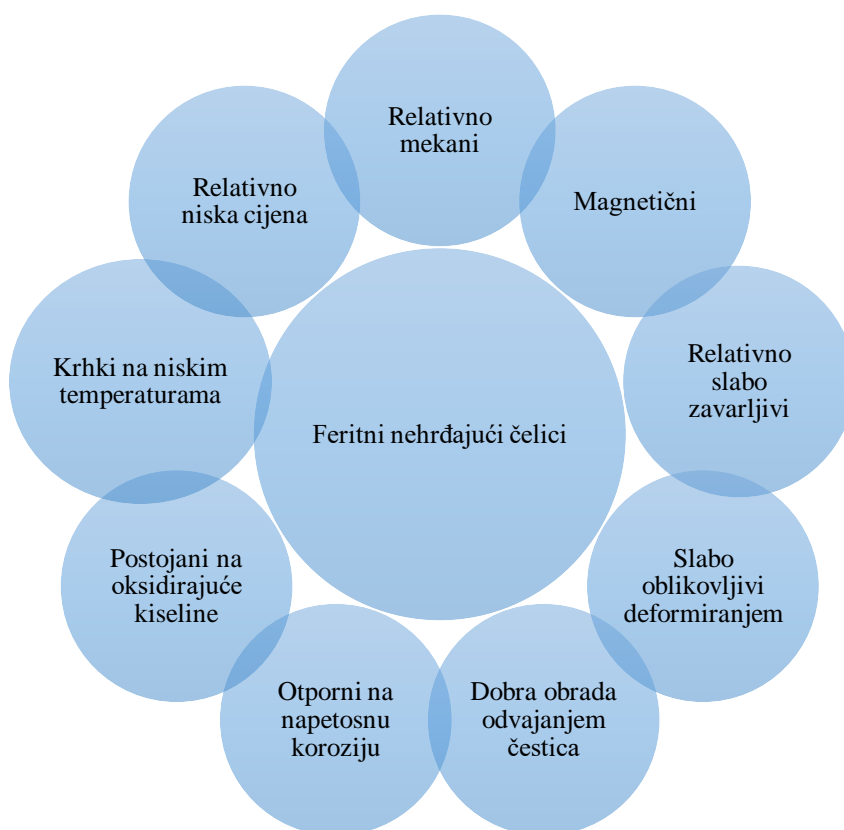 Relativno
mekani
Magnetični
Relativno
slabo
zavarljivi
Slabo
oblikovljivi
deformiranjem
Dobra obrada
odvajanjem
čestica
Otporni na
napetosnu
koroziju
Postojani na
oksidirajuće
kiseline
Krhki na niskim
temperaturama
Relativno
niska cijena
Feritni nehrđajući čelici